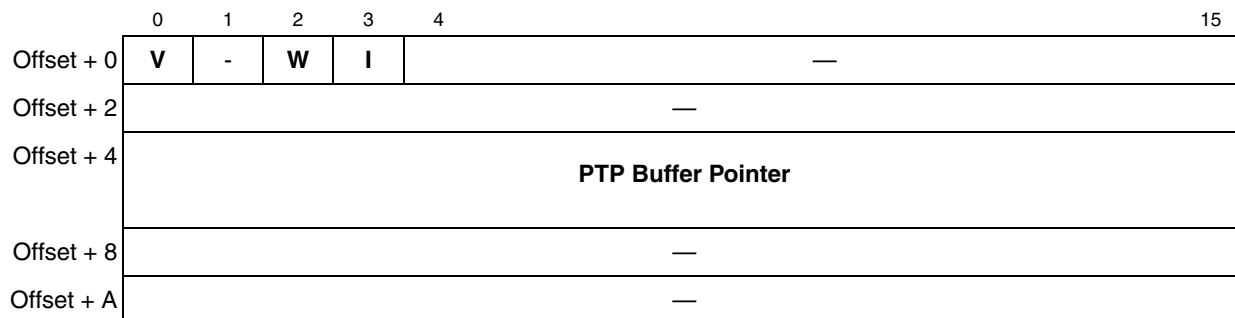 0 1 2 3 4 15
Offset + 0 V - W I —
Offset + 2 —
Offset + 4 PTP Buffer Pointer
Offset + 8 —
Offset + A —